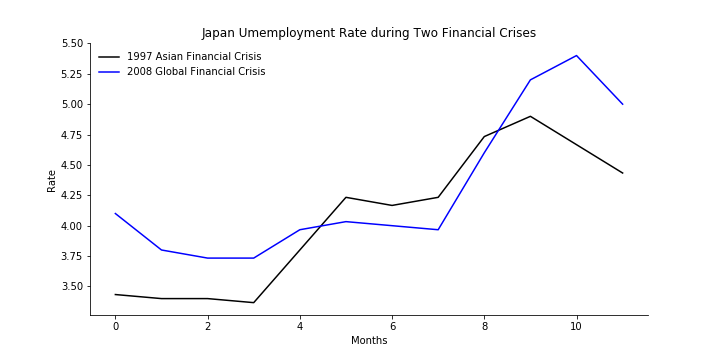 Japan Umemployment Rate during Two Financial Crises
5.50
1997 Asian Financial Crisis
2008 Global Financial Crisis
5.25
5.00
4.75
4.50
Rate
4.25
4.00
3.75
3.50
0 2 4 6 8 10
Months